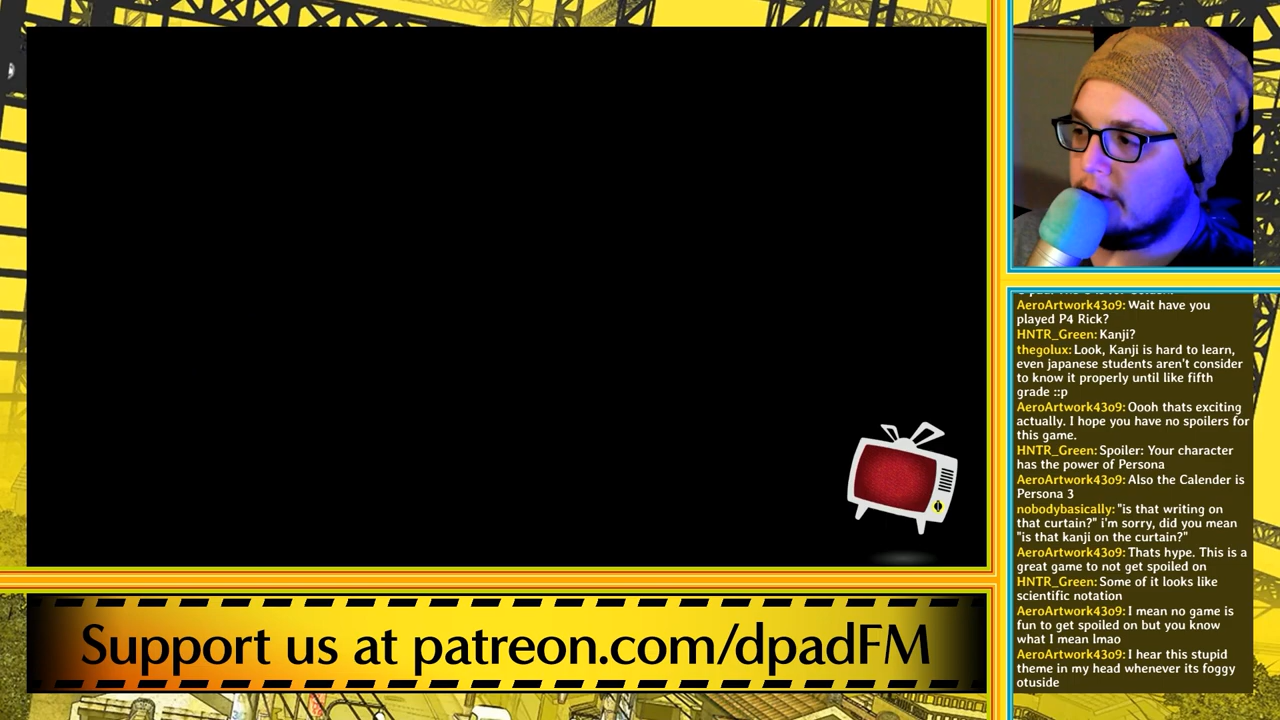 AeroArtwork43o9: Wait have you
played P4 Rick?
HNTR_Green: Kanji?
thegolux: Look, Kanji is hard to learn,
even japanese students aren't consider
to know it properly until like fifth
grade ::p
AeroArtwork43o9: Oooh thats exciting
actually. I hope you have no spoilers for
this game.
HNTR_Green: Spoiler: Your character
has the power of Persona
AeroArtwork43o9: Also the Calender is
Persona 3
nobodybasically: "is that writing on
that curtain?" i'm sorry, did you mean
"is that kanji on the curtain?"
AeroArtwork43o9: Thats hype. This is a
great game to not get spoiled on
HNTR_Green: Some of it looks like
scientific notation
AeroArtwork43o9: I mean no game is
fun to get spoiled on but you know
what I mean lmao
AeroArtwork43o9: I hear this stupid
theme in my head whenever its foggy
otuside
Support us at patreon.com/dpadFM